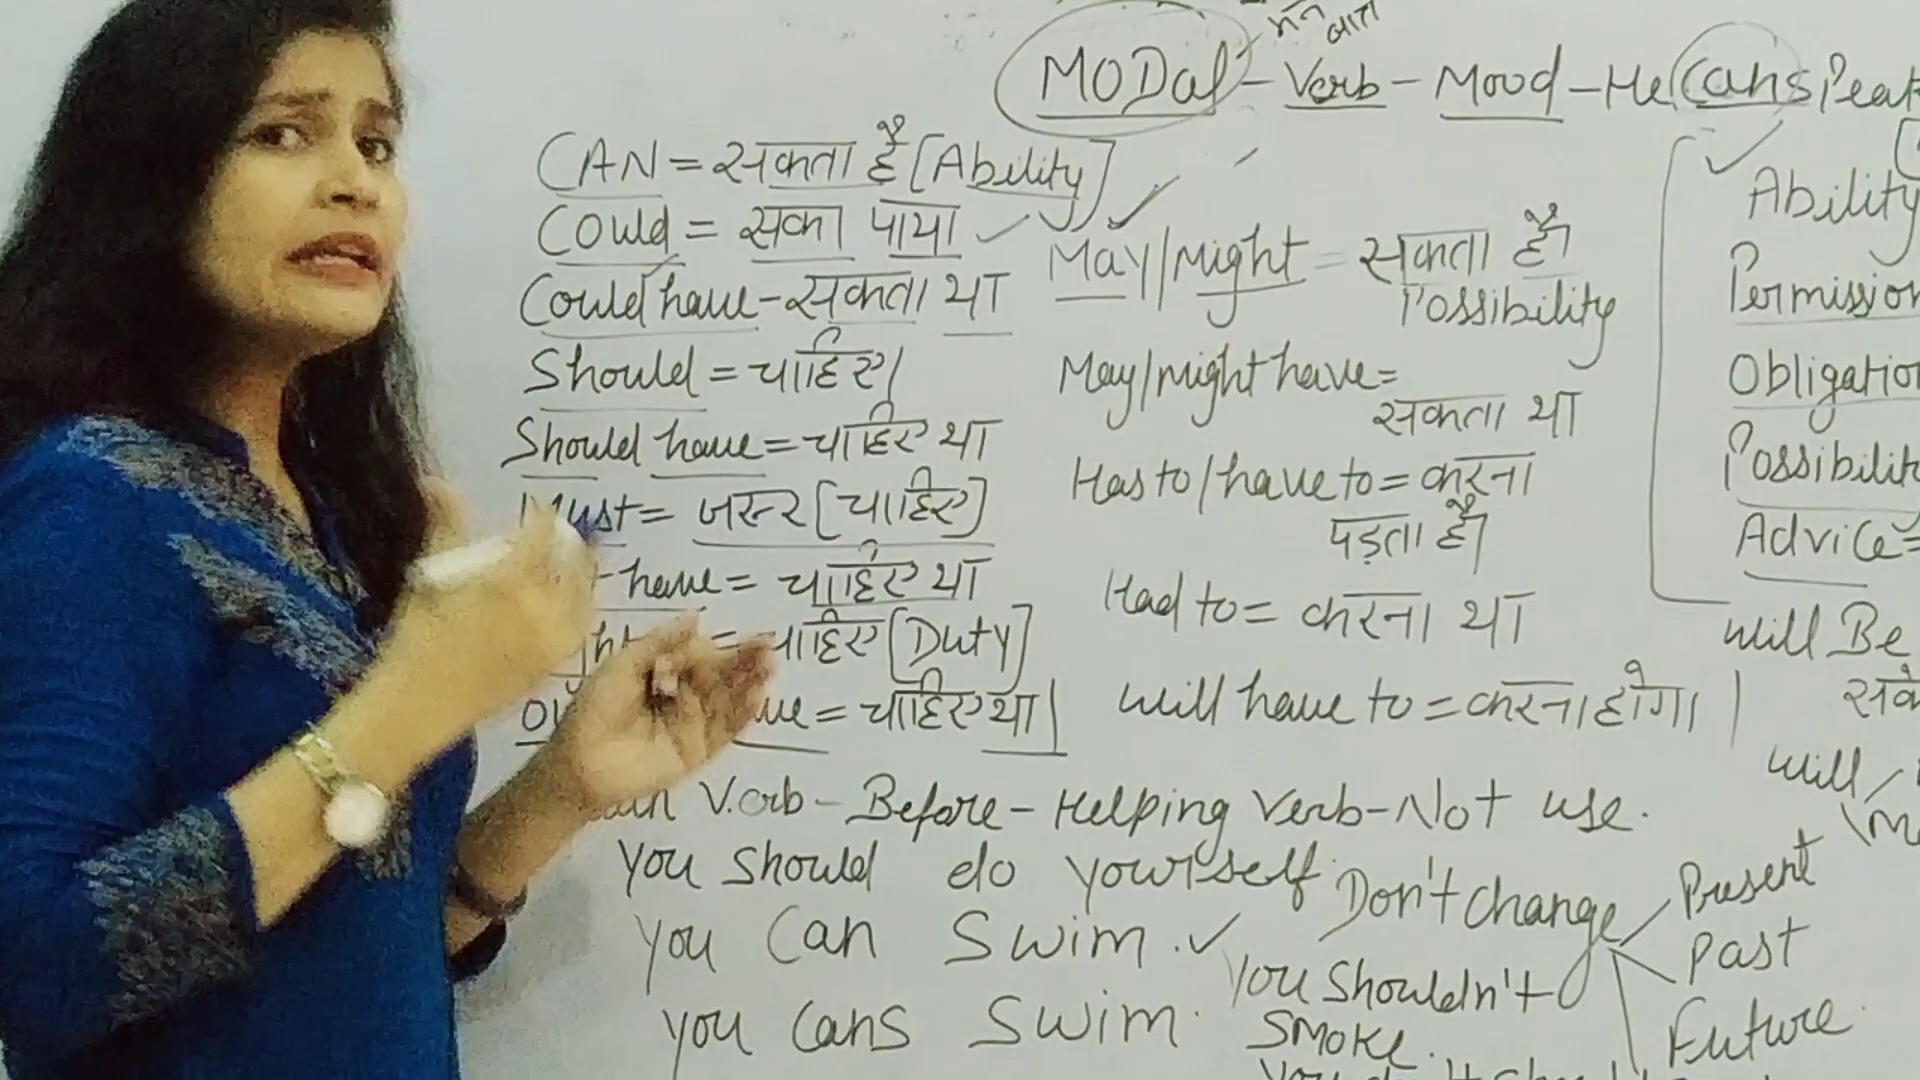 MODal - Verb - Mood - He Cans Peak
CAN = सकता है [Ability]
Could = सका पाया
Could have - सकता था
Should = चाहिए।
Should have = चाहिए था
Must = जरूर [चाहिए]
have = चाहिए था
= चाहिए [Duty]
= चाहिए था|
May/might = सकता है।
Possibility
May/might have =
सकता था
Has to/have to = करना
पड़ता है।
Had to = करना था
will have to = करना होगा।
Ability
Permission
Obligation
Possibility
Advice =
will Be
will /
Verb - Before - Helping Verb - Not use.
You Should do yourself.
You Can Swim.
You Cans Swim.
Don't change
Present
Past
Future
You Shouldn't
SMOKE.